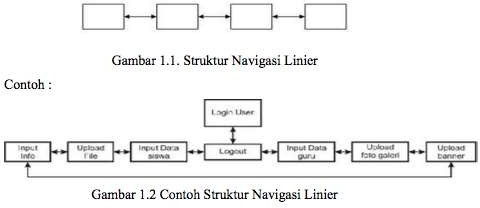 Gambar 1.1. Struktur Navigasi Linier
Contoh :
Login User
Input
Info
Upload
File
Input Data
siswa
Logout
Input Data
guru
Upload
foto galeri
Upload
banner
Gambar 1.2 Contoh Struktur Navigasi Linier